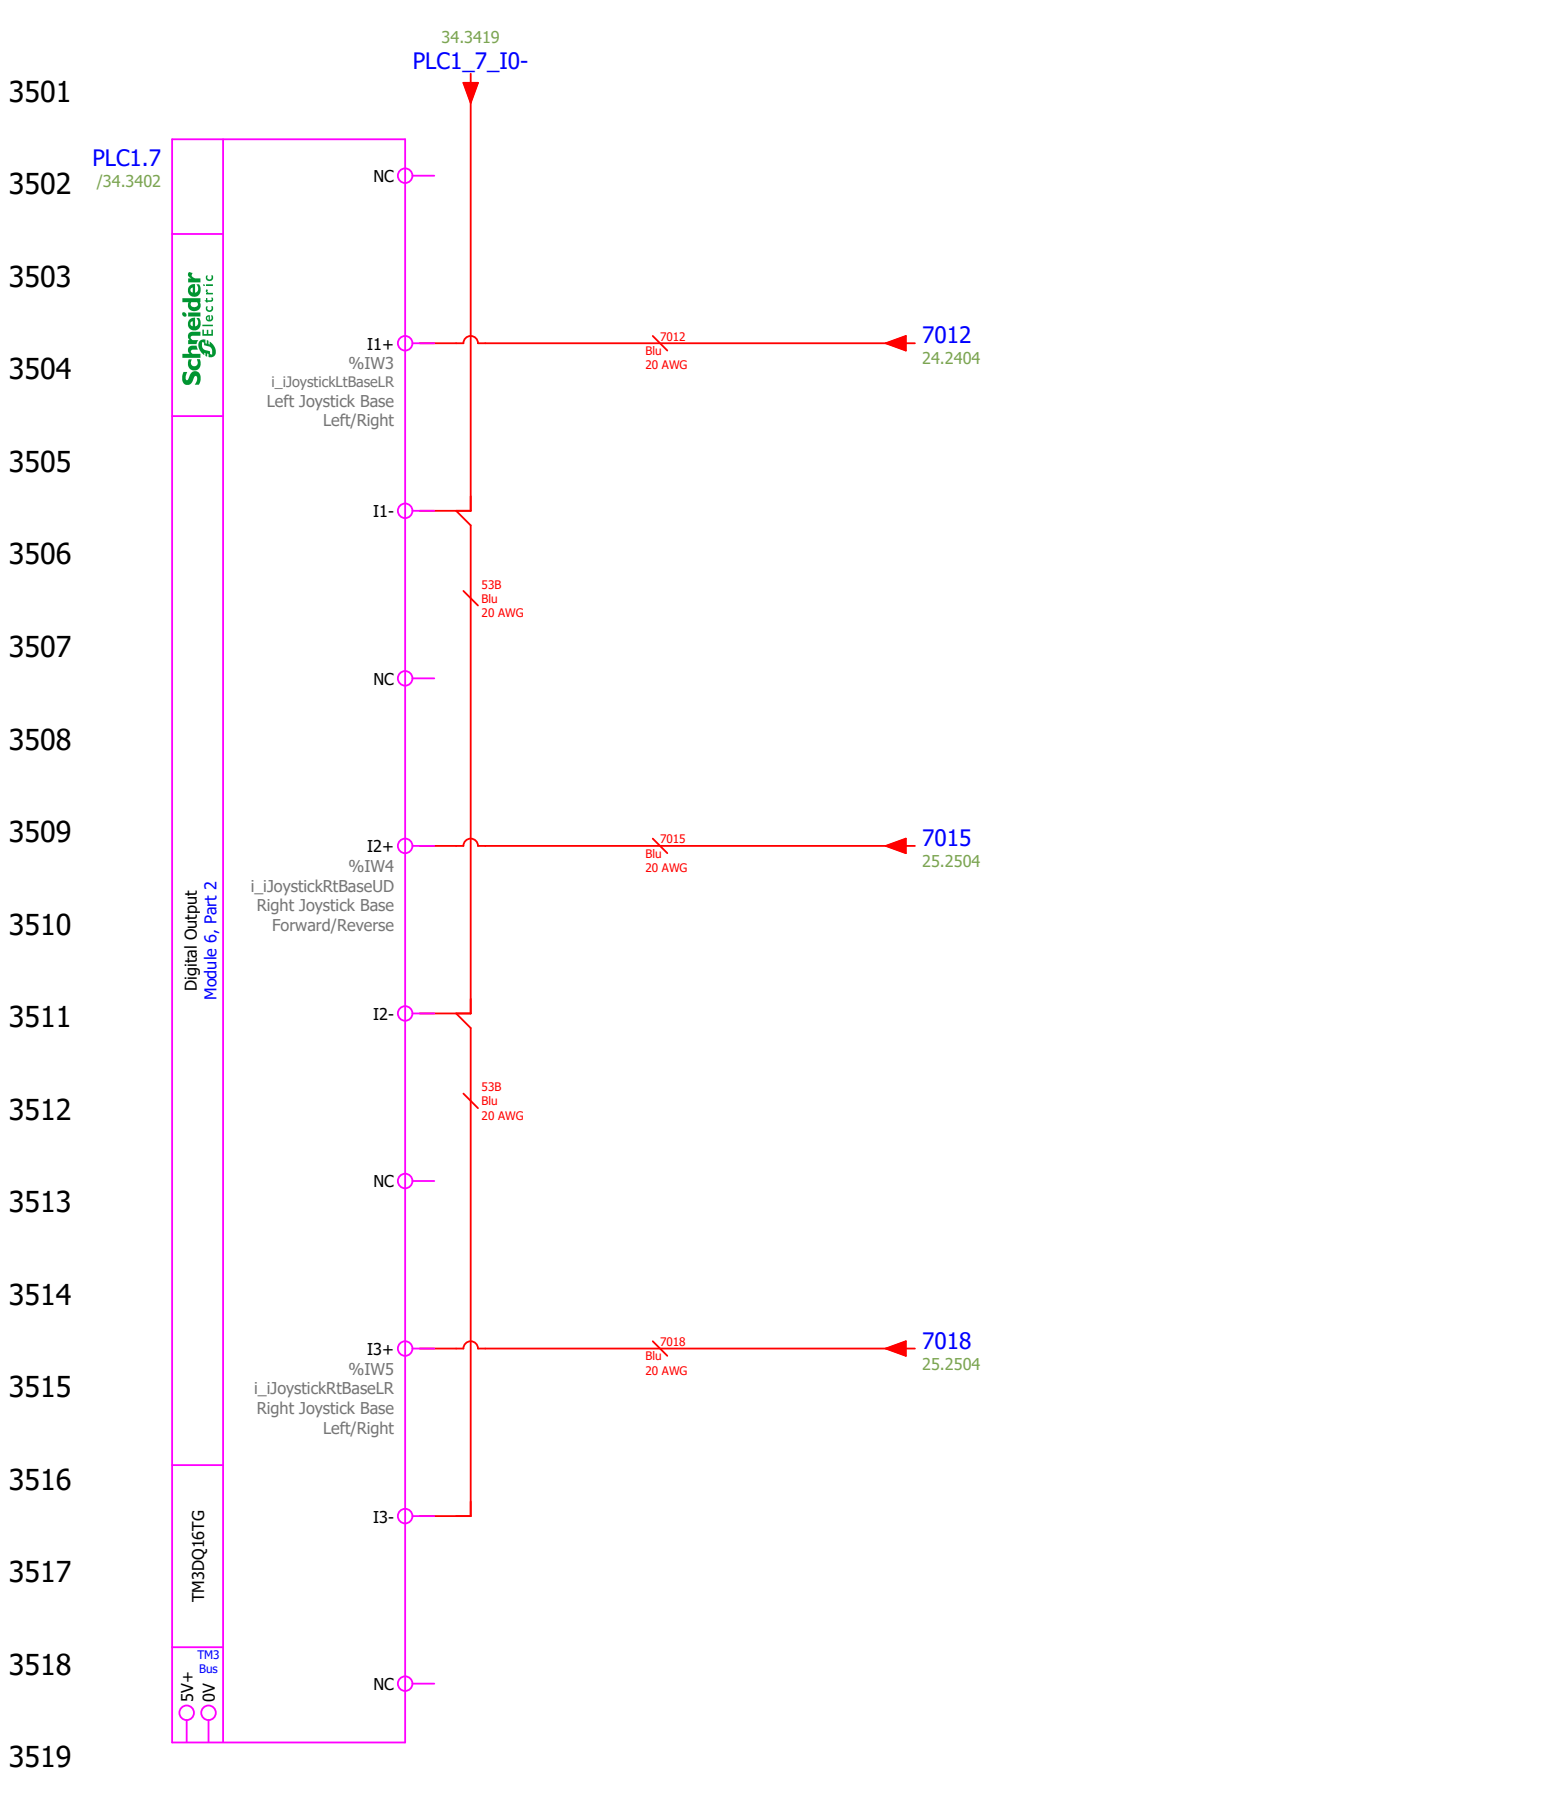 34.3419
PLC1_7_I0-
3501
PLC1.7
/34.3402
3502
NC
3503
Schneider
Electric
I1+
7012
Blu
20 AWG
7012
24.2404
3504
%IW3
i_iJoystickLtBaseLR
Left Joystick Base
Left/Right
3505
I1-
3506
53B
Blu
20 AWG
3507
NC
3508
3509
I2+
7015
Blu
20 AWG
7015
25.2504
%IW4
i_iJoystickRtBaseUD
Right Joystick Base
Forward/Reverse
3510
Digital Output
Module 6, Part 2
3511
I2-
3512
53B
Blu
20 AWG
NC
3513
3514
I3+
7018
Blu
20 AWG
7018
25.2504
3515
%IW5
i_iJoystickRtBaseLR
Right Joystick Base
Left/Right
3516
I3-
TM3DQ16TG
3517
3518
TM3
Bus
5V+
0V
NC
3519